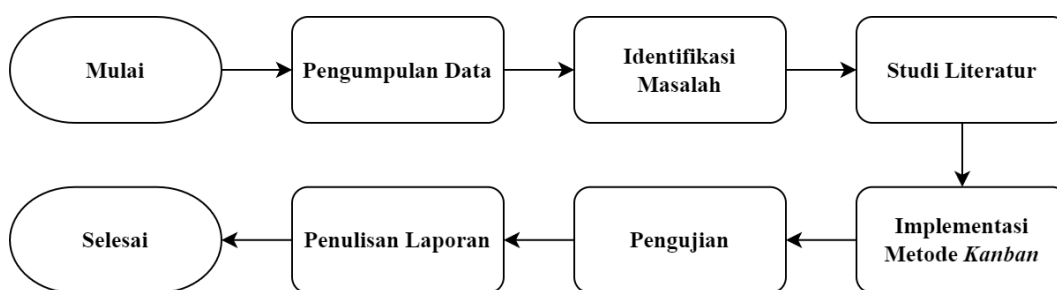 Mulai
Pengumpulan Data
Identifikasi
Masalah
Studi Literatur
Selesai
Penulisan Laporan
Pengujian
Implementasi
Metode Kanban